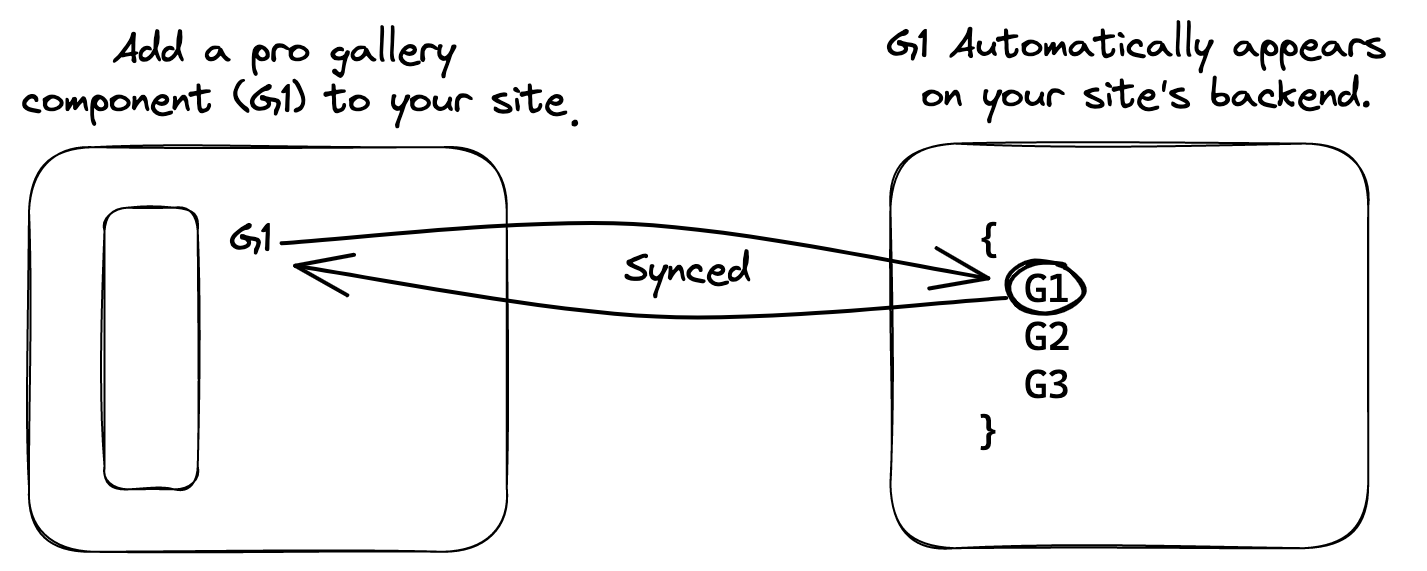 Add a pro gallery
component (G1) to your site.
G1 Automatically appears
on your site's backend.
G1
Synced
{
G1
G2
G3
}